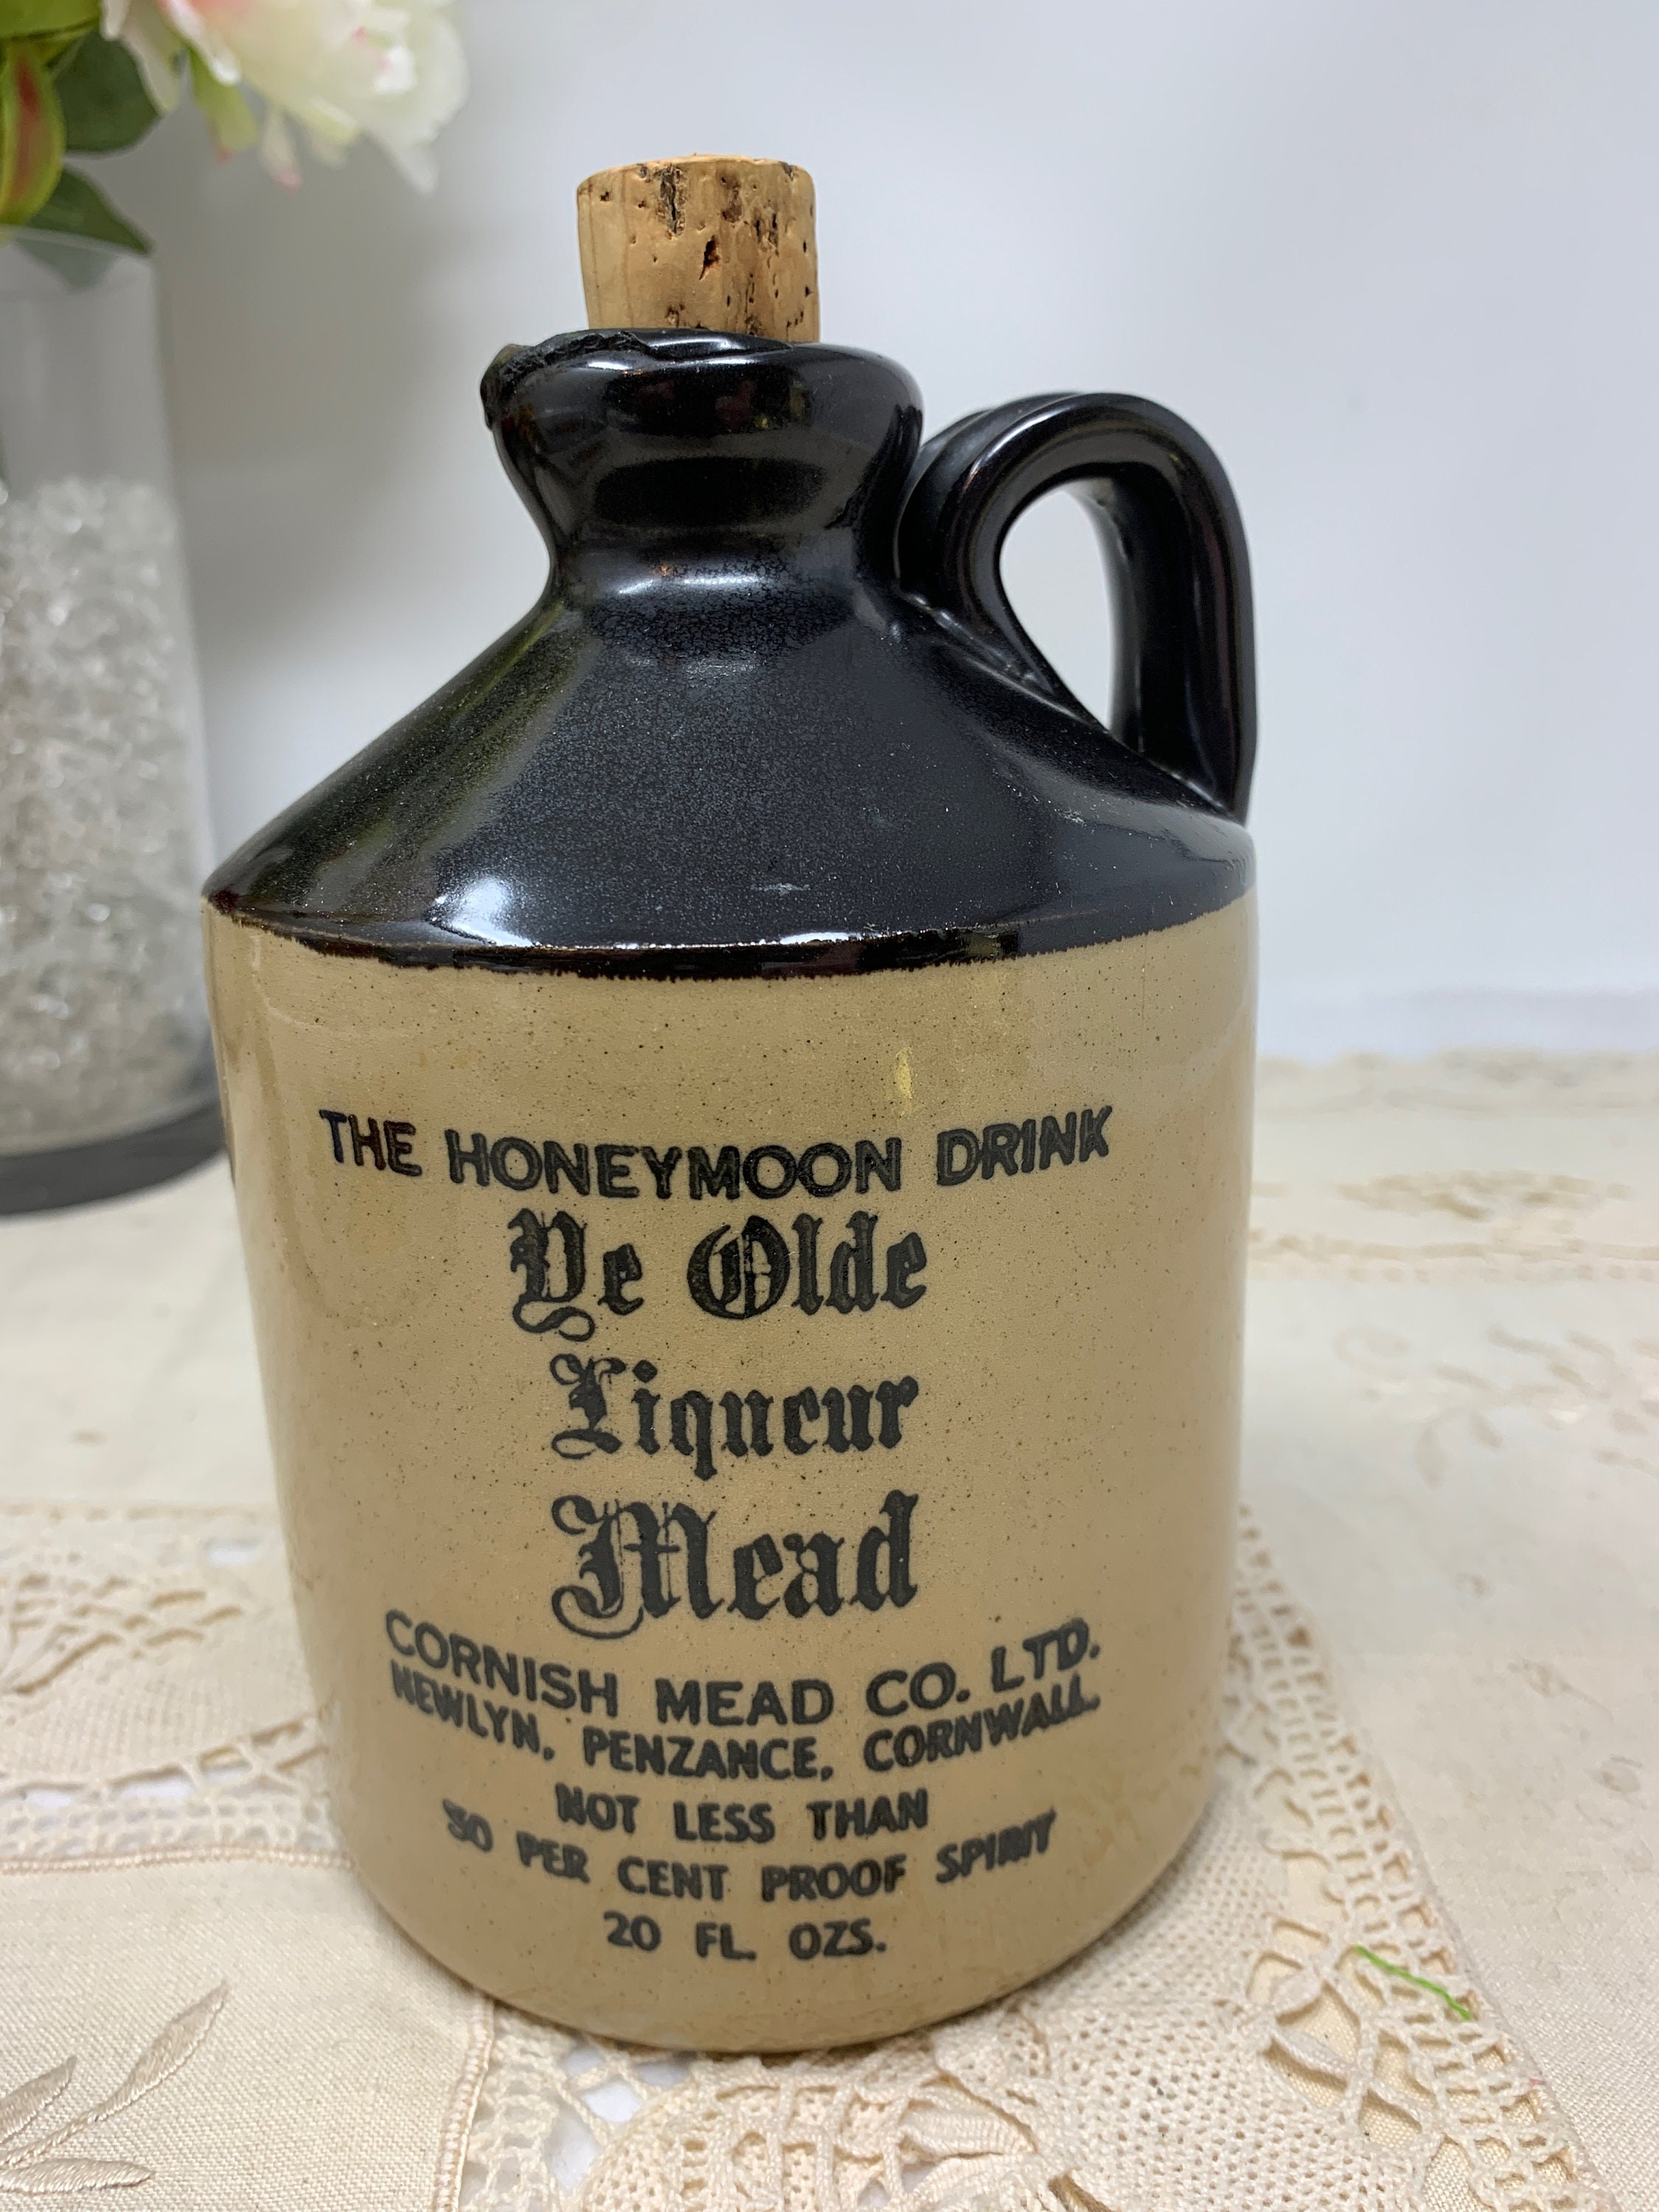 THE HONEYMOON DRINK
Ye Olde
Liqueur
Mead
CORNISH MEAD CO. LTD.
NEWLYN, PENZANCE, CORNWALL.
NOT LESS THAN
PER CENT PROOF SPIRIT
20 FL. OZS.